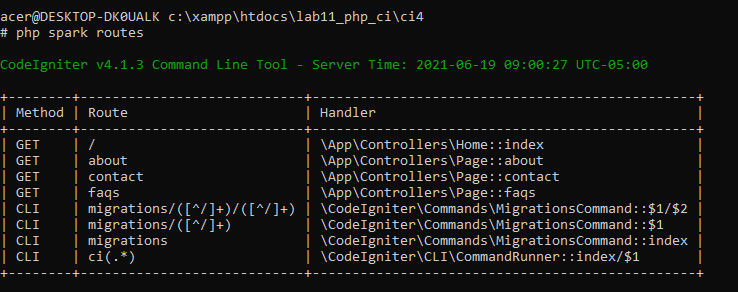 acer@DESKTOP-DK0UALK c:\xampp\htdocs\lab11_php_ci\ci4
# php spark routes
CodeIgniter v4.1.3 Command Line Tool - Server Time: 2021-06-19 09:00:27 UTC-05:00
+--------+-------------------------+------------------------------------------------+
| Method | Route                   | Handler                                        |
+--------+-------------------------+------------------------------------------------+
| GET    | /                       | \App\Controllers\Home::index                   |
| GET    | about                   | \App\Controllers\Page::about                   |
| GET    | contact                 | \App\Controllers\Page::contact                 |
| GET    | faqs                    | \App\Controllers\Page::faqs                    |
| CLI    | migrations/([^/]+)/([^/]+) | \CodeIgniter\Commands\MigrationsCommand::$1/$2 |
| CLI    | migrations/([^/]+)      | \CodeIgniter\Commands\MigrationsCommand::$1    |
| CLI    | migrations              | \CodeIgniter\Commands\MigrationsCommand::index |
| CLI    | ci(.*)                  | \CodeIgniter\CLI\CommandRunner::index/$1       |
+--------+-------------------------+------------------------------------------------+